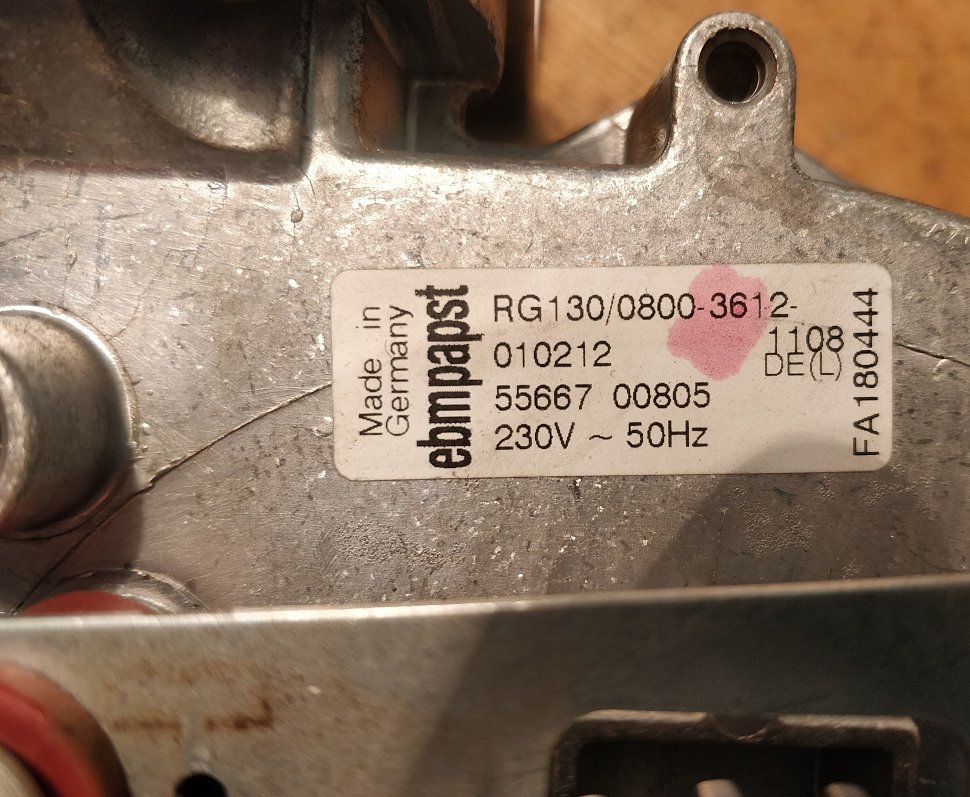 Made in
Germany
ebmpapst
RG130/0800-3612-
1108
010212
DE(L)
55667 00805
230V ~ 50Hz
FA180444